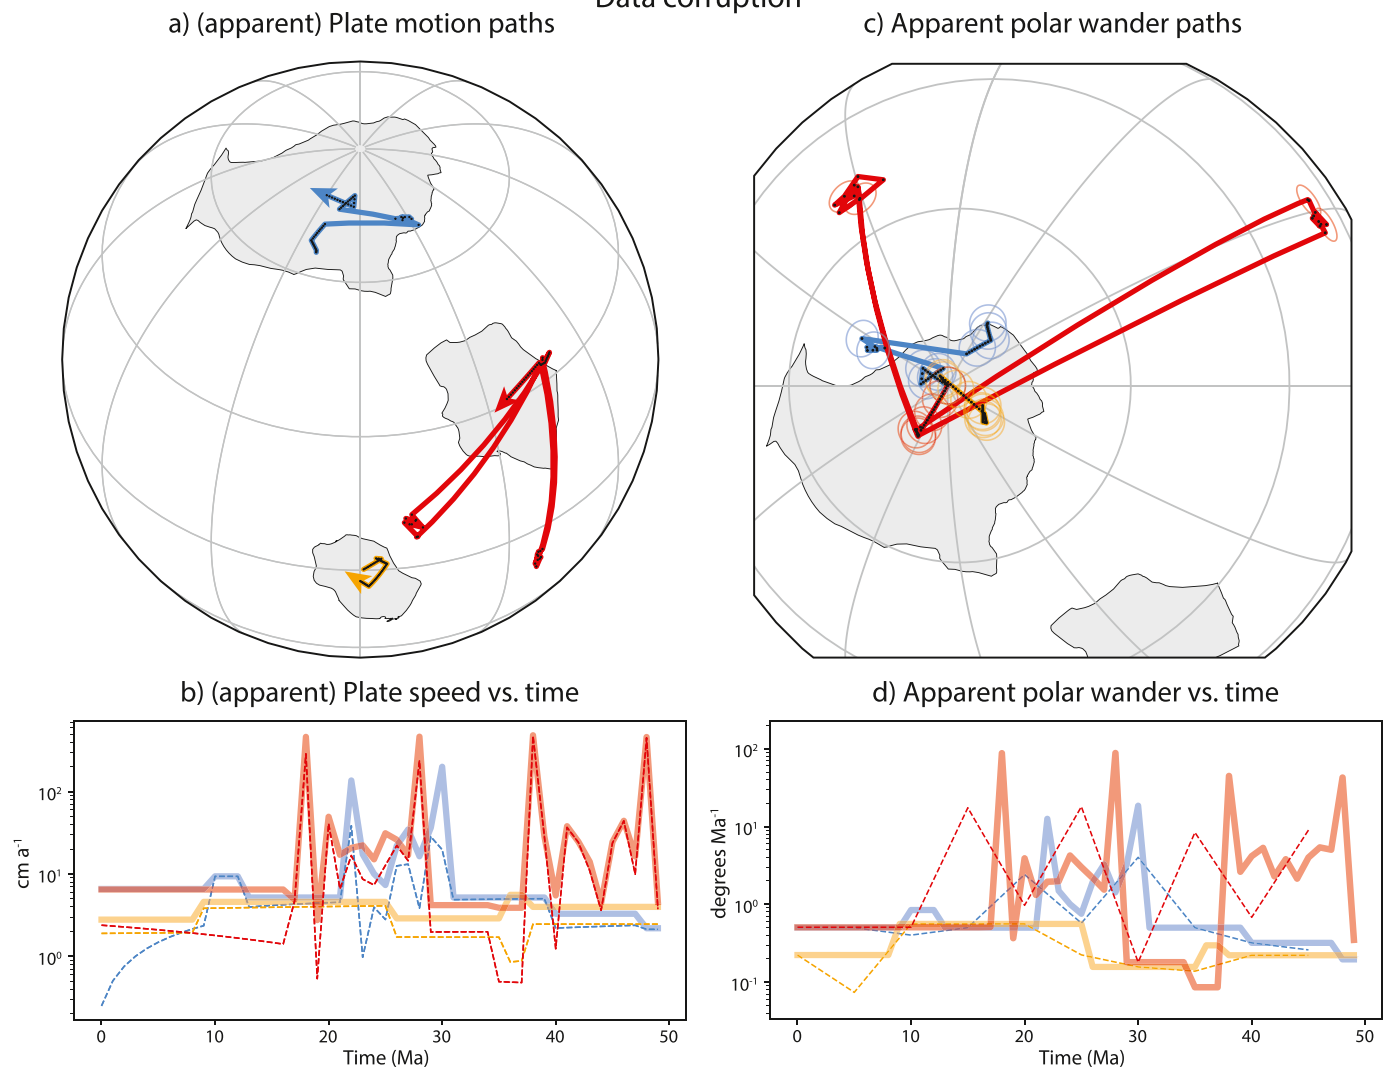 Data corruption
a) (apparent) Plate motion paths
c) Apparent polar wander paths
b) (apparent) Plate speed vs. time
d) Apparent polar wander vs. time
cm a⁻¹
10²
10¹
10⁰
0 10 20 30 40 50
Time (Ma)
degrees Ma⁻¹
10²
10¹
10⁰
10⁻¹
0 10 20 30 40 50
Time (Ma)